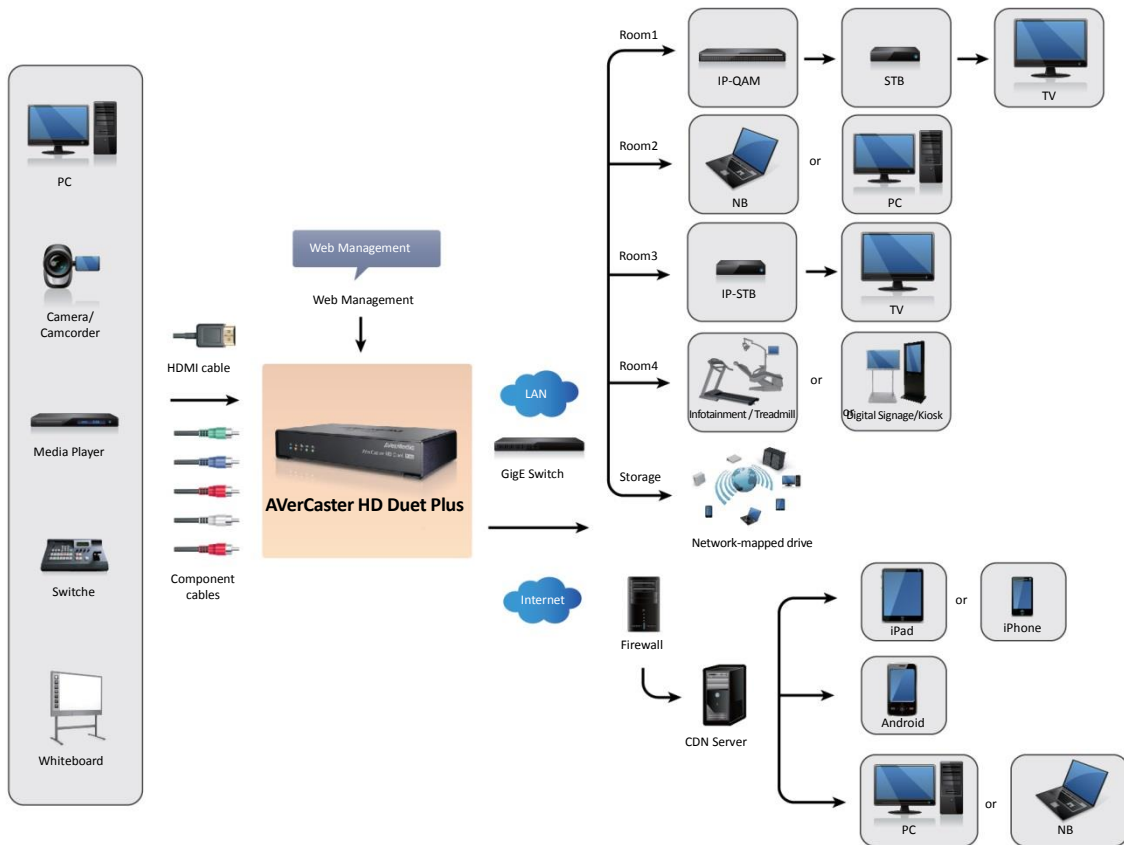 PC
Camera/
Camcorder
Media Player
Switche
Whiteboard
HDMI cable
Component
cables
Web Management
Web Management
AVerMedia
AVerCaster HD Duet Plus
LAN
GigE Switch
Internet
Room1
IP-QAM
STB
TV
Room2
NB
or
PC
Room3
IP-STB
TV
Room4
Infotainment / Treadmill
or
or
Digital Signage/Kiosk
Storage
Network-mapped drive
Firewall
CDN Server
iPad
or
iPhone
Android
PC
or
NB